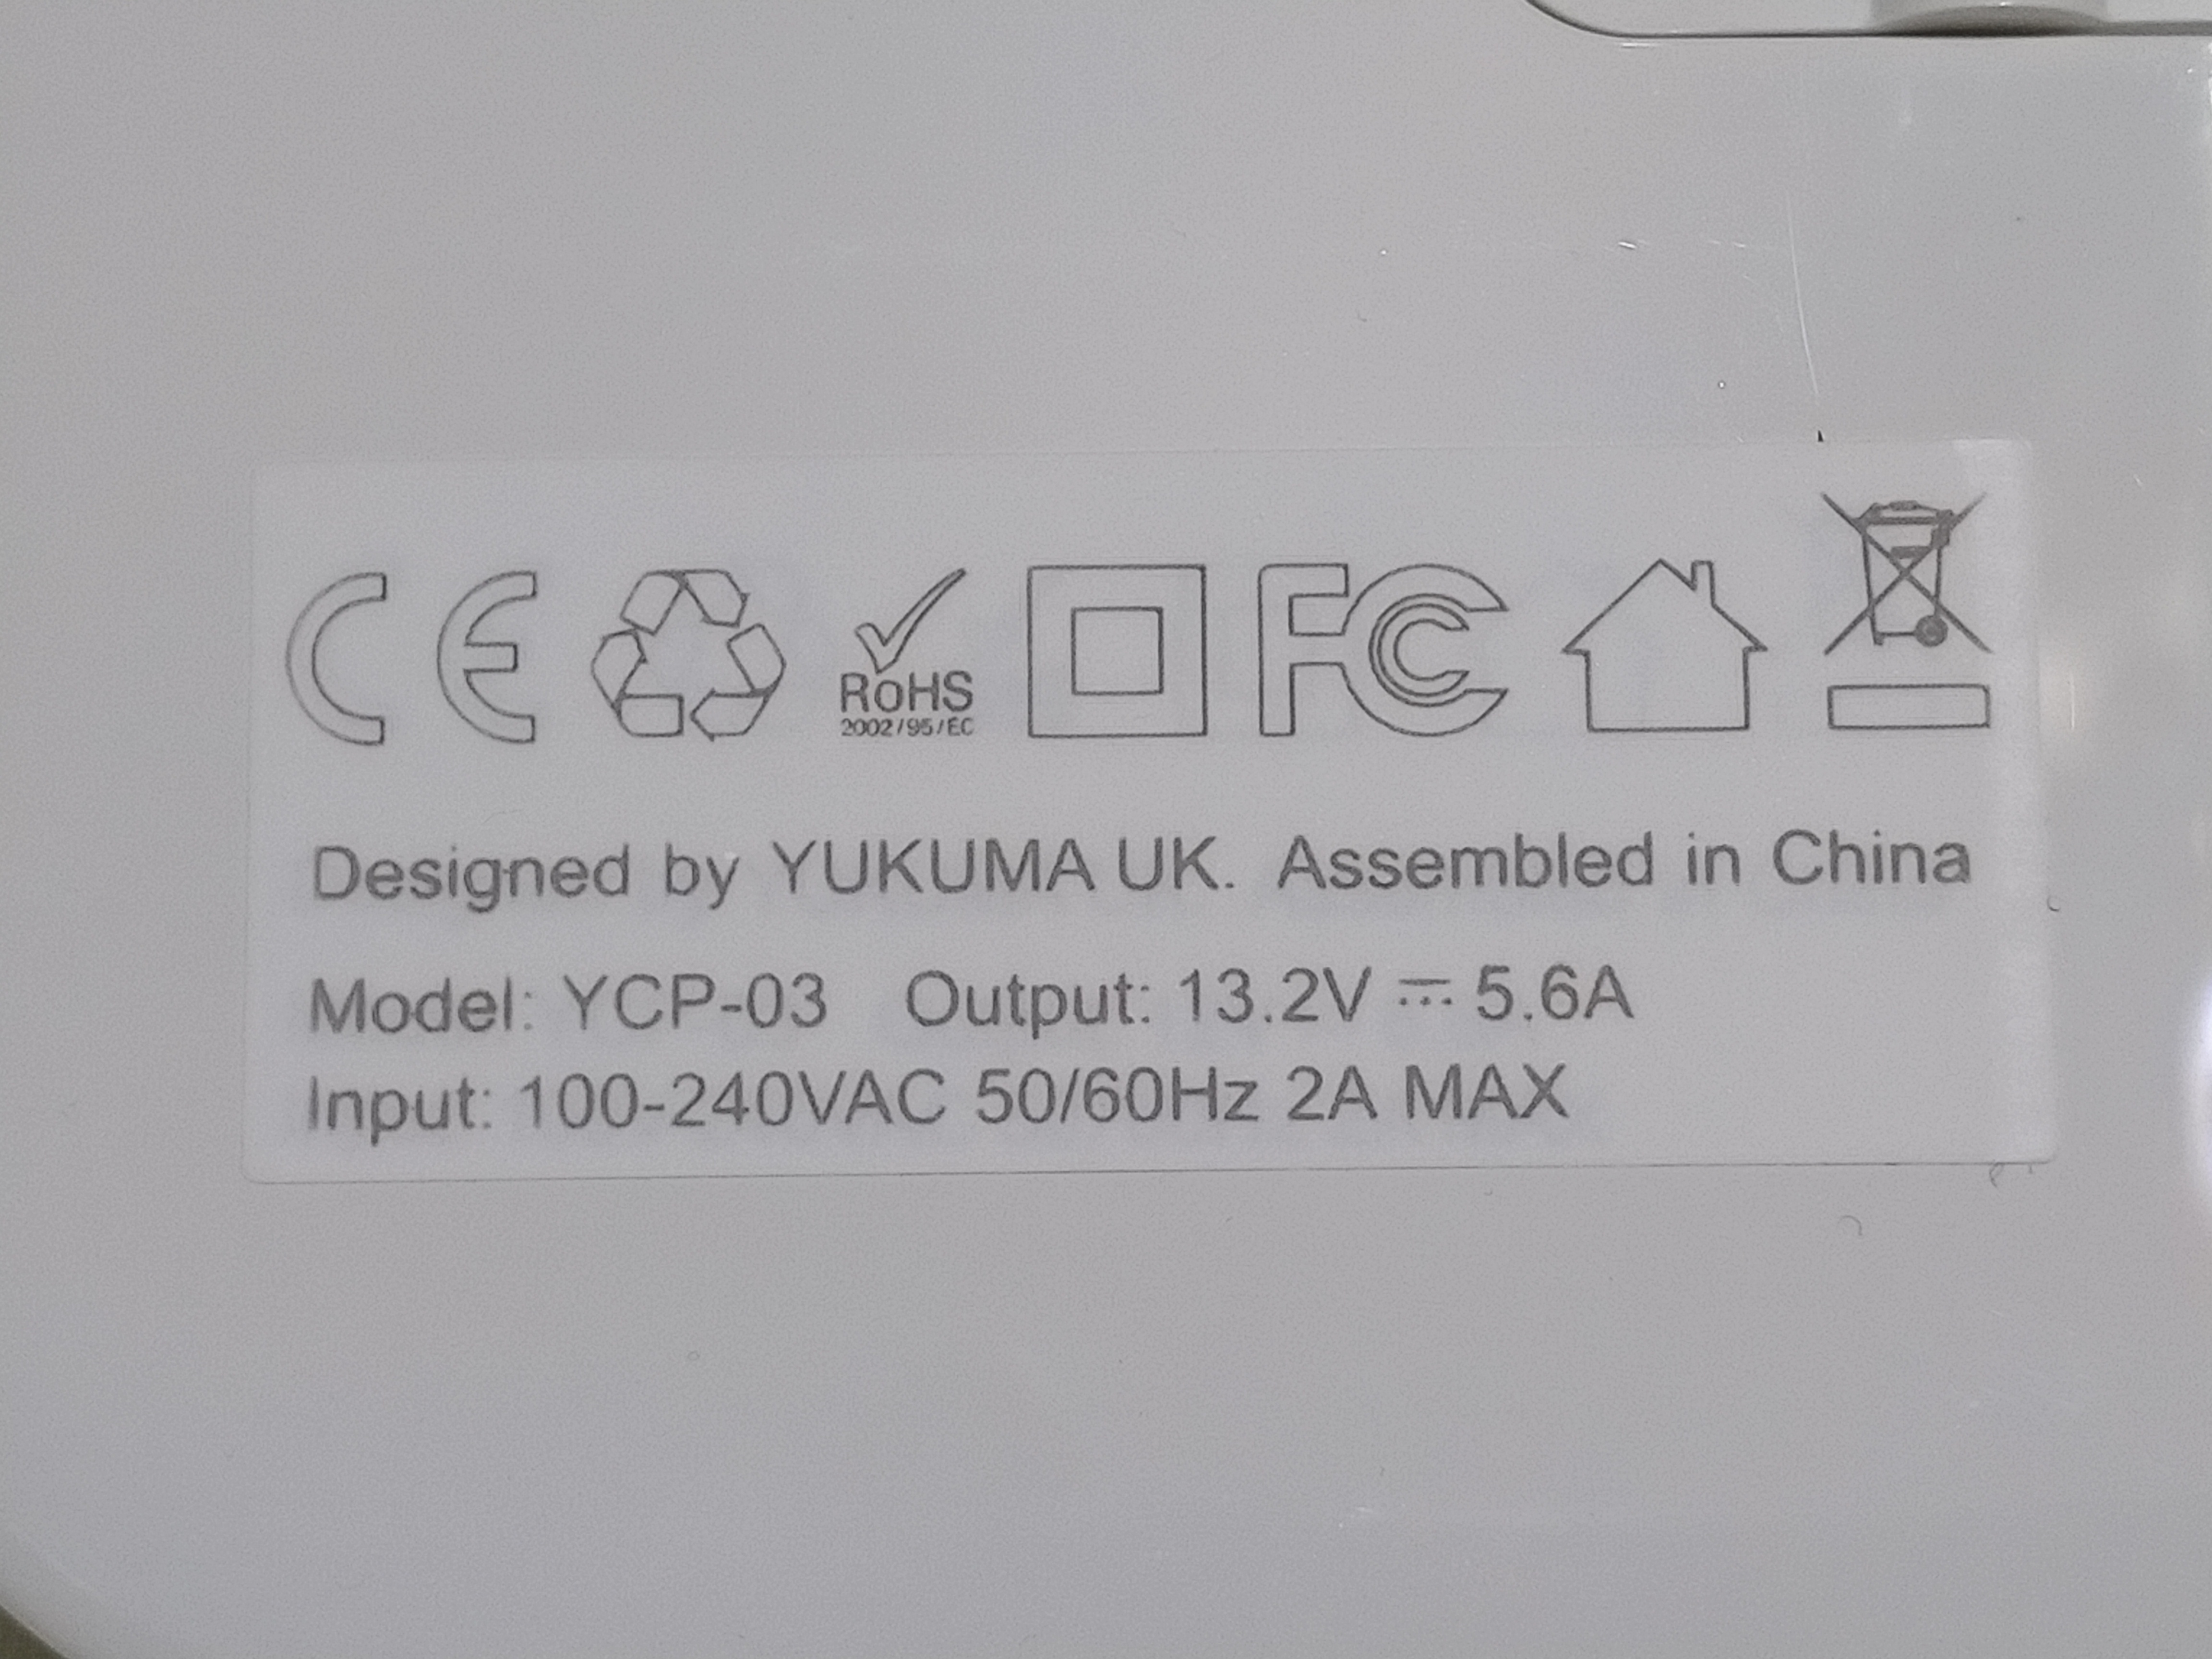 CE RoHS FC
2002/95/EC
Designed by YUKUMA UK. Assembled in China
Model: YCP-03 Output: 13.2V ⎓ 5.6A
Input: 100-240VAC 50/60Hz 2A MAX